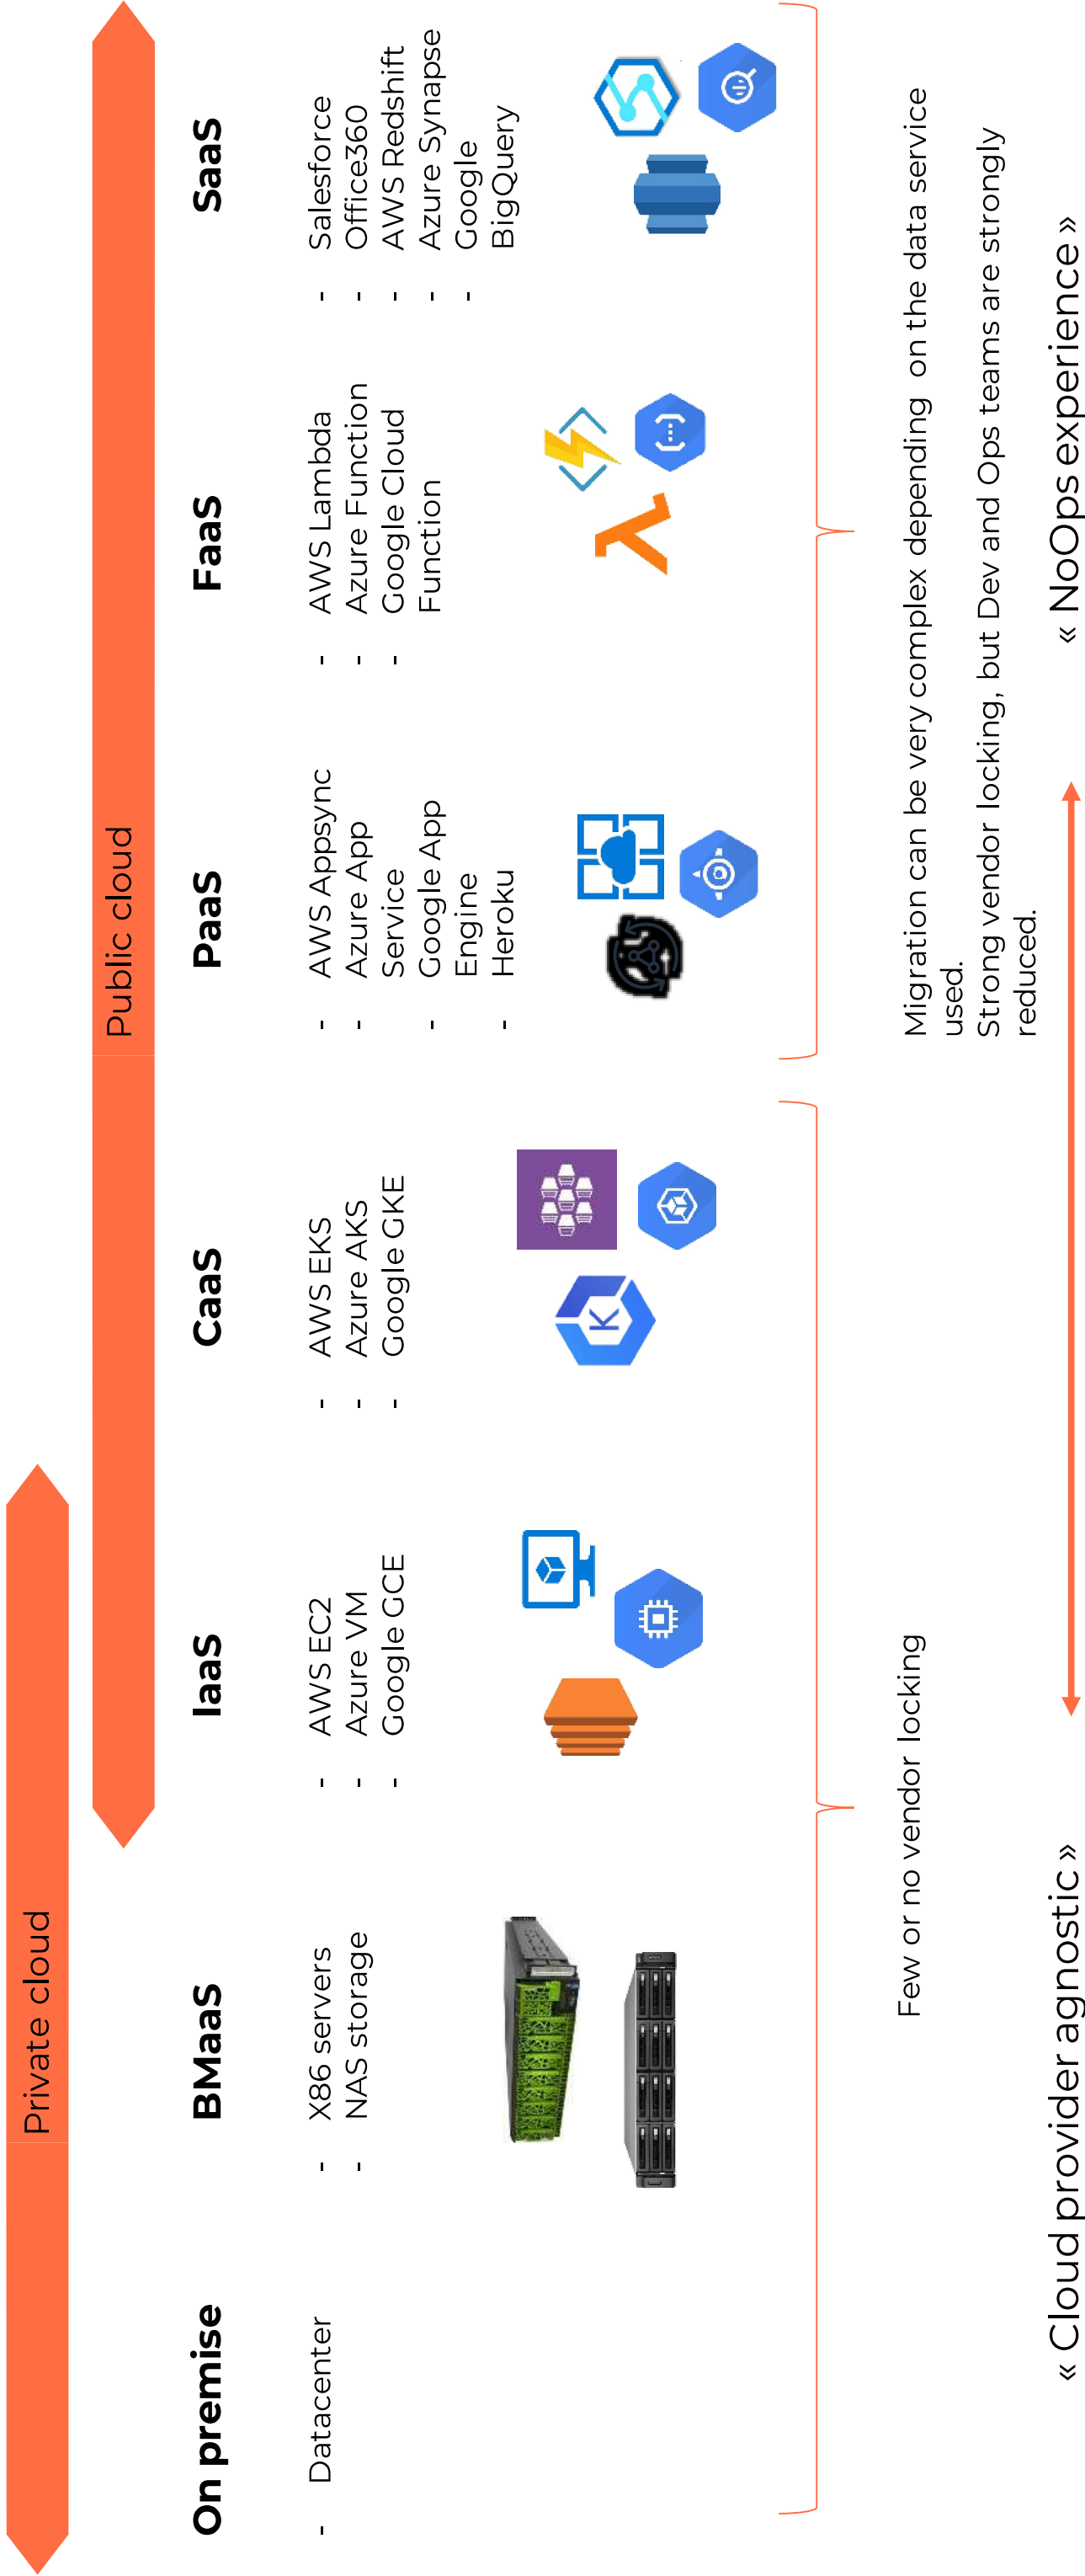 Private cloud
Public cloud
On premise
- Datacenter
BMaaS
- X86 servers
- NAS storage
IaaS
- AWS EC2
- Azure VM
- Google GCE
CaaS
- AWS EKS
- Azure AKS
- Google GKE
PaaS
- AWS Appsync
- Azure App
Service
- Google App
Engine
- Heroku
FaaS
- AWS Lambda
- Azure Function
- Google Cloud
Function
SaaS
- Salesforce
- Office360
- AWS Redshift
- Azure Synapse
- Google
BigQuery
K
Few or no vendor locking
Migration can be very complex depending on the data service
used.
Strong vendor locking, but Dev and Ops teams are strongly
reduced.
« Cloud provider agnostic »
« NoOps experience »